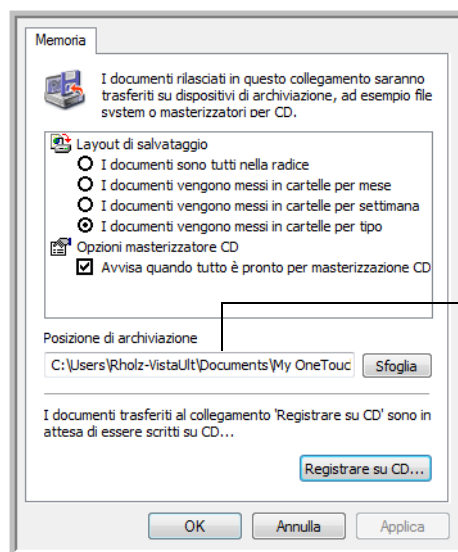 Memoria
I documenti rilasciati in questo collegamento saranno
trasferiti su dispositivi di archiviazione, ad esempio file
system o masterizzatori per CD.
Layout di salvataggio
I documenti sono tutti nella radice
I documenti vengono messi in cartelle per mese
I documenti vengono messi in cartelle per settimana
I documenti vengono messi in cartelle per tipo
Opzioni masterizzatore CD
Avvisa quando tutto è pronto per masterizzazione CD
Posizione di archiviazione
C:\Users\Rholz-VistaUlt\Documents\My OneTouc
Sfoglia
I documenti trasferiti al collegamento 'Registrare su CD' sono in
attesa di essere scritti su CD...
Registrare su CD...
OK Annulla Applica